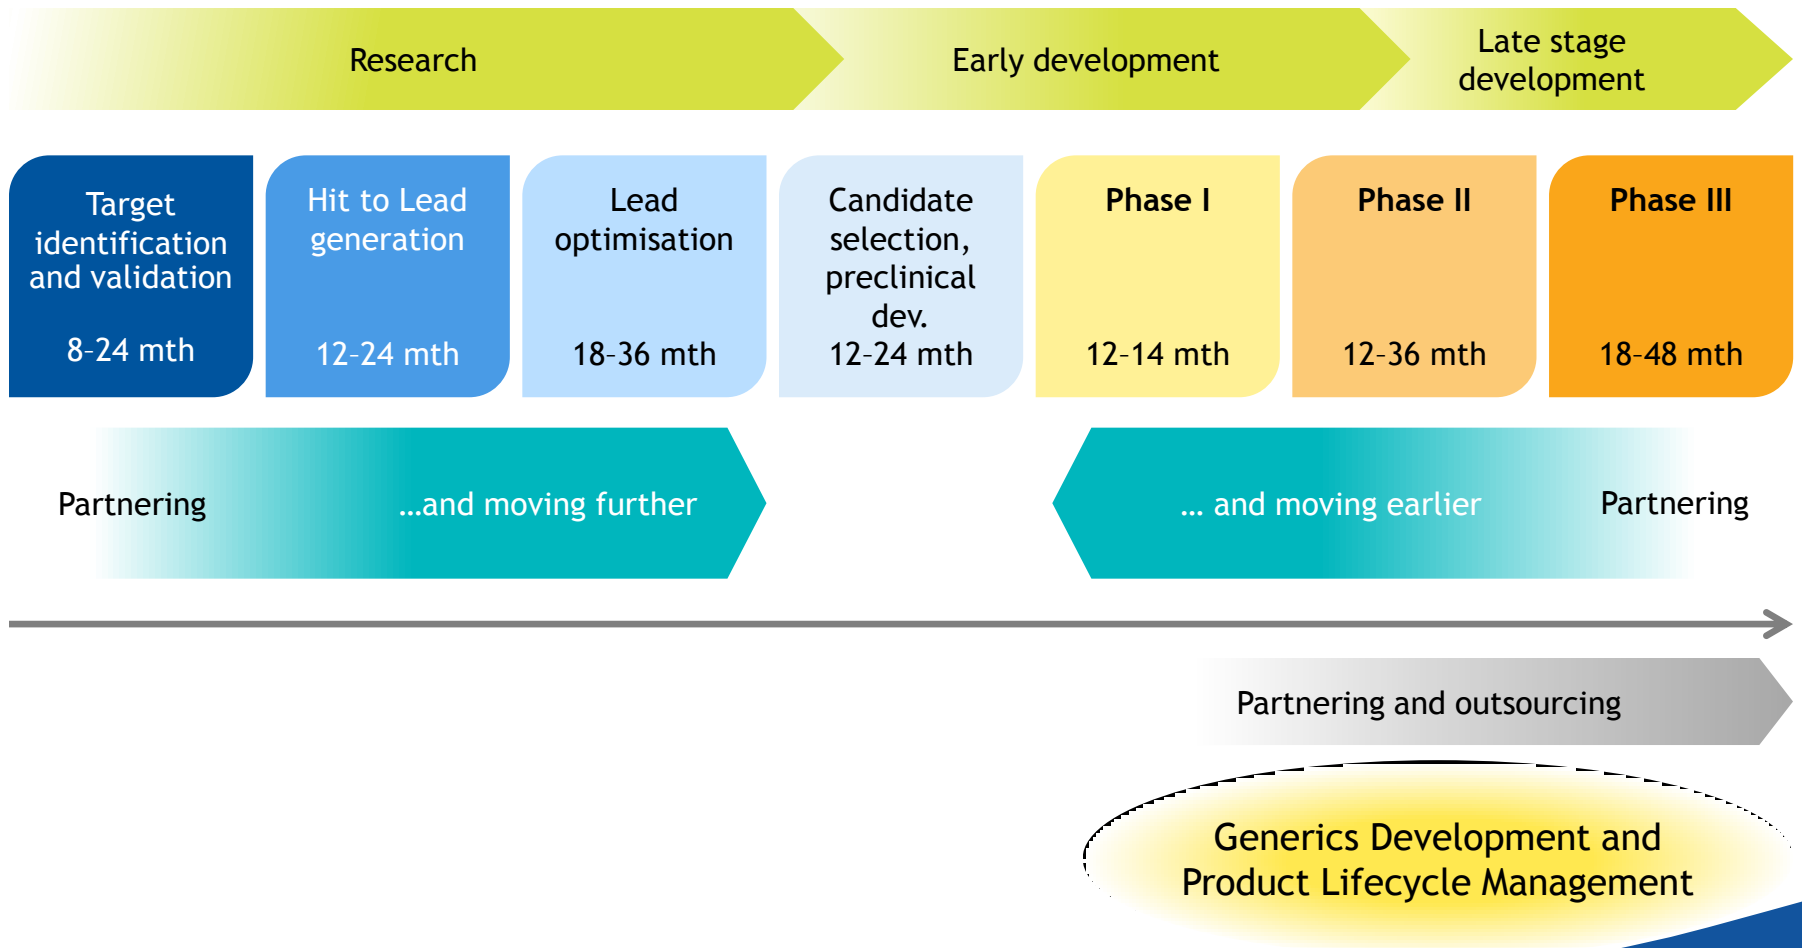 Research
Early development
Late stage
development
Target
identification
and validation
8–24 mth
Hit to Lead
generation
12–24 mth
Lead
optimisation
18–36 mth
Candidate
selection,
preclinical
dev.
12–24 mth
Phase I
12–14 mth
Phase II
12–36 mth
Phase III
18–48 mth
Partnering
…and moving further
… and moving earlier
Partnering
Partnering and outsourcing
Generics Development and
Product Lifecycle Management